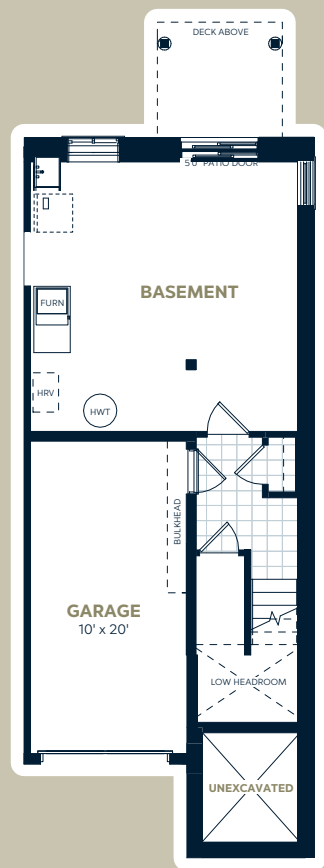 DECK ABOVE
5'0" PATIO DOOR
BASEMENT
FURN
HRV
HWT
BULKHEAD
GARAGE
10' x 20'
LOW HEADROOM
UNEXCAVATED